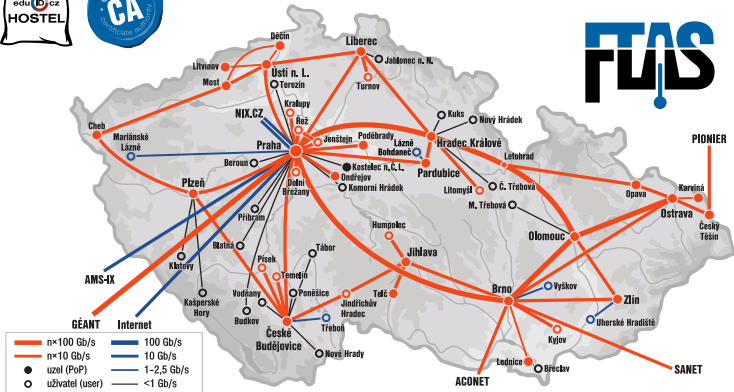 edu ID.cz
HOSTEL
CA
certificate authority
FTAS
Děčín
Liberec
Litvínov
Jablonec n. N.
Ústí n. L.
Most
Terezín
Turnov
Kralupy
NIX.CZ
Řež
Kuks
Nový Hrádek
Cheb
Jenštejn
Poděbrady
Mariánské
Lázně
Praha
Lázně
Bohdaneč
Hradec Králové
PIONIER
Beroun
Kostelec n.Č.L.
Letohrad
Ondřejov
Pardubice
Plzeň
Dolní
Břežany
Komorní Hrádek
Litomyšl
Č. Třebová
Opava
Karviná
M. Třebová
Ostrava
Příbram
Český
Těšín
Humpolec
Olomouc
Blatná
Tábor
Jihlava
Klatovy
Písek
Temelín
AMS-IX
Brno
Vyškov
Kašperské
Hory
Vodňany
Poněšice
Jindřichův
Hradec
Telč
Zlín
Budkov
Třeboň
Uherské Hradiště
GÉANT
Internet
České
Budějovice
Kyjov
Nové Hrady
Lednice
Břeclav
SANET
ACONET
n×100 Gb/s
100 Gb/s
n×10 Gb/s
10 Gb/s
uzel (PoP)
1–2,5 Gb/s
uživatel (user)
<1 Gb/s